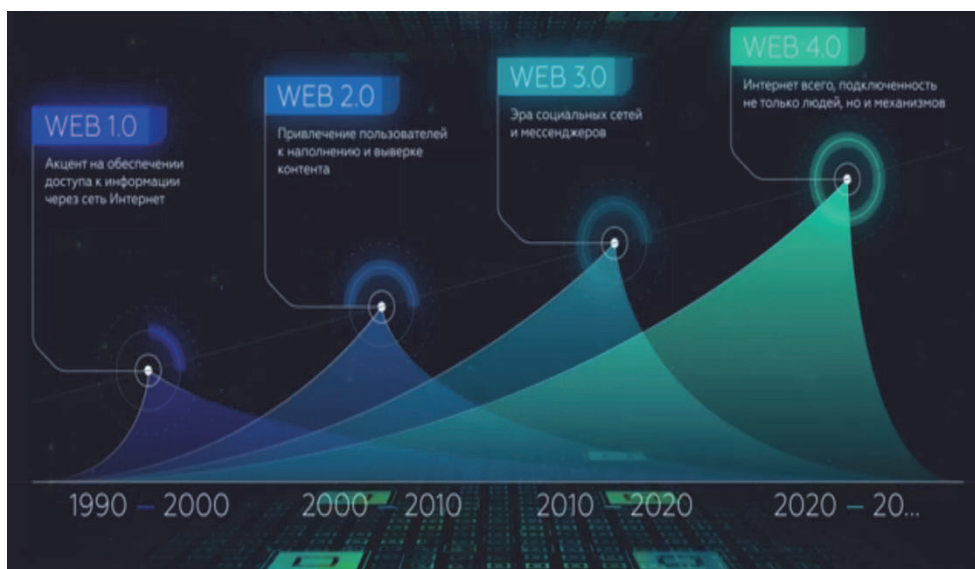 WEB 1.0
Акцент на обеспечении
доступа к информации
через сеть Интернет
WEB 2.0
Привлечение пользователей
к наполнению и выверке
контента
WEB 3.0
Эра социальных сетей
и мессенджеров
WEB 4.0
Интернет всего, подключенность
не только людей, но и механизмов
1990 – 2000
2000 – 2010
2010 – 2020
2020 – 20...